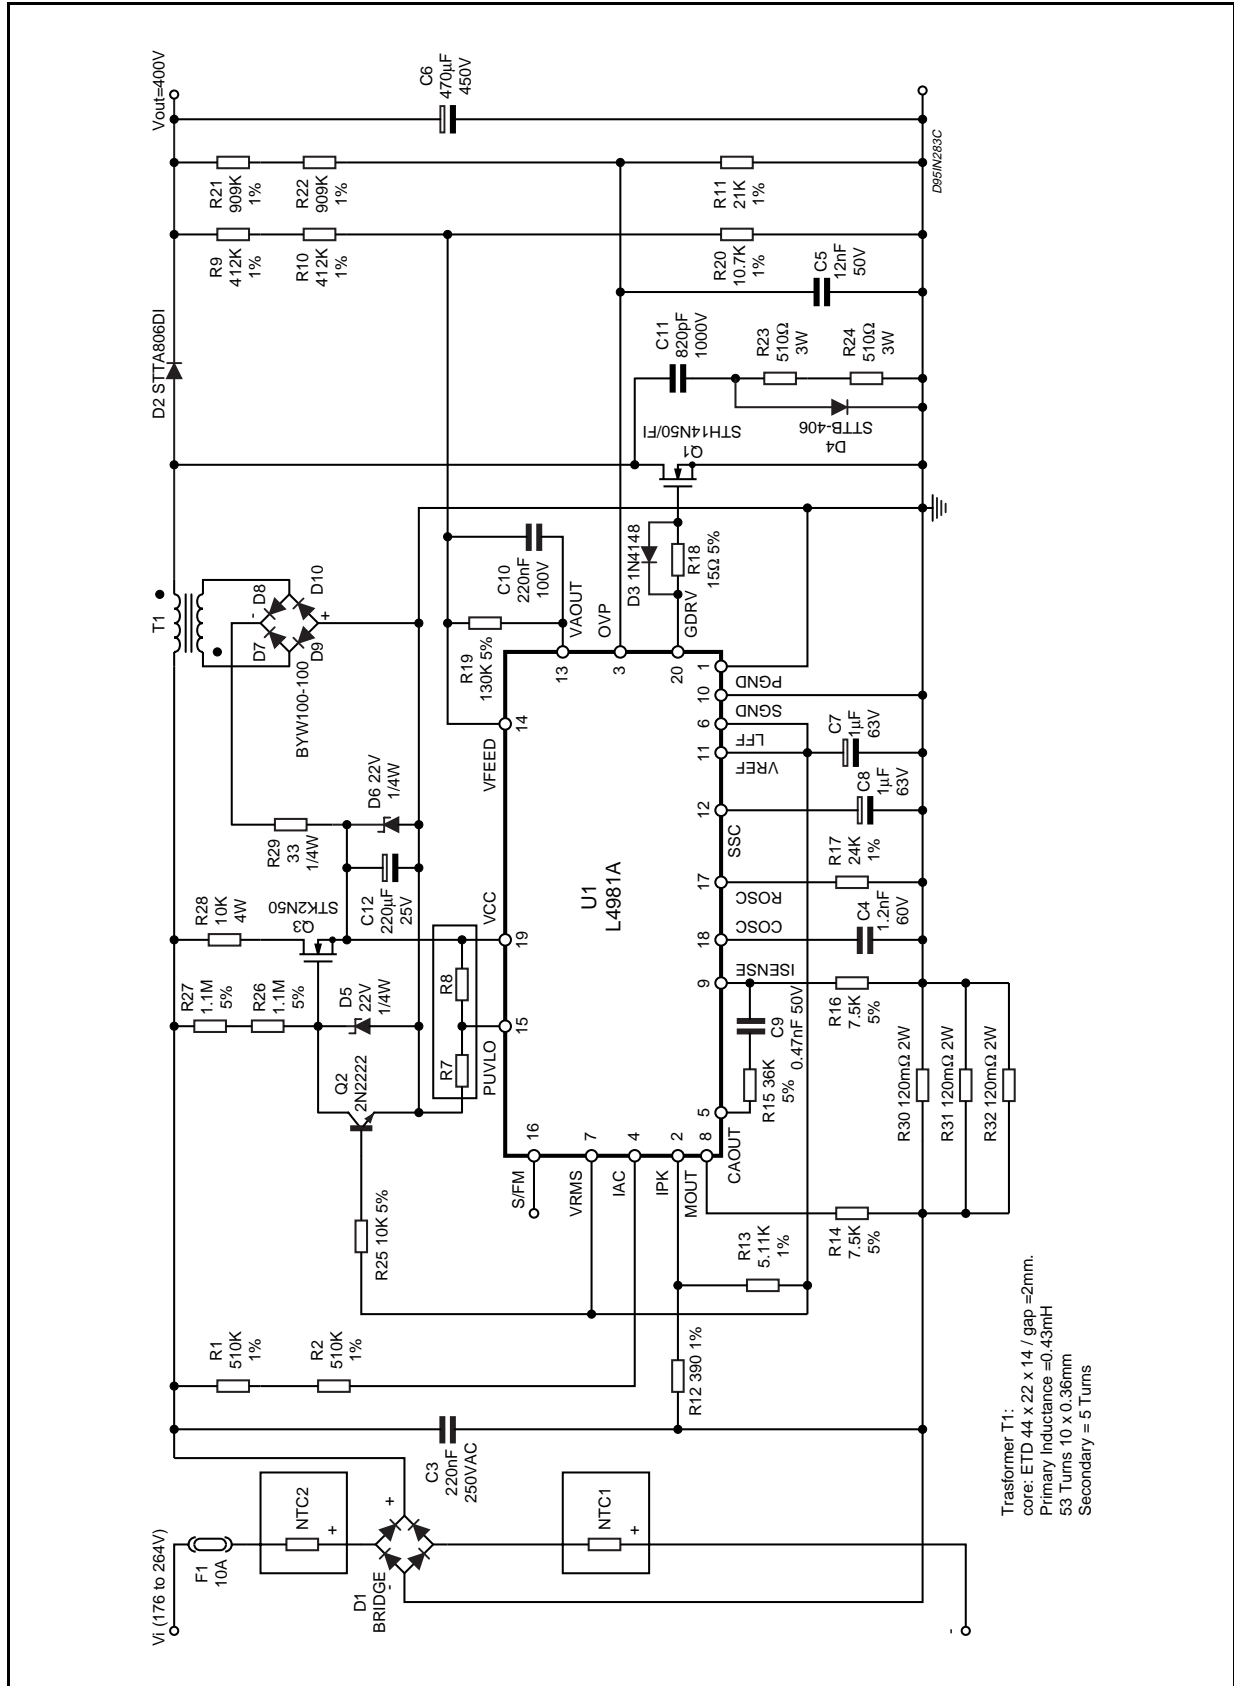 Vi (176 to 264V)
F1
10A
NTC2
+
D1
BRIDGE
+
-
NTC1
+
-
C3
220nF
250VAC
R1
510K
1%
R2
510K
1%
R12 390 1%
R25 10K 5%
R27
1.1M
5%
R26
1.1M
5%
D5
22V
1/4W
Q2
2N2222
R28
10K
4W
Q3
STK2N50
R29
33
1/4W
C12
220µF
25V
D6 22V
1/4W
R7
R8
T1
D7
D8
-
D9
D10
+
BYW100-100
D2 STTA806DI
Vout=400V
R9
412K
1%
R10
412K
1%
R21
909K
1%
R22
909K
1%
C6
470µF
450V
R19
130K 5%
C10
220nF
100V
D3 1N4148
R18
15Ω 5%
Q1
STH14N50/FI
C11
820pF
1000V
D4
STTB-406
R23
510Ω
3W
R24
510Ω
3W
C5
12nF
50V
R20
10.7K
1%
R11
21K
1%
D95IN283C
U1
L4981A
S/FM
16
VRMS
7
IAC
4
IPK
2
MOUT
8
CAOUT
5
PUVLO
15
VCC
19
VFEED
14
VAOUT
13
OVP
3
GDRV
20
PGND
1
SGND
10
LFF
6
VREF
11
SSC
12
ROSC
17
COSC
18
ISENSE
9
R13
5.11K
1%
R14
7.5K
5%
R15 36K
5%
C9
0.47nF 50V
R16
7.5K
5%
C4
1.2nF
60V
R17
24K
1%
C8
1µF
63V
C7
1µF
63V
R30 120mΩ 2W
R31 120mΩ 2W
R32 120mΩ 2W
Trasformer T1:
core: ETD 44 x 22 x 14 / gap =2mm.
Primary Inductance =0.43mH
53 Turns 10 x 0.36mm
Secondary = 5 Turns